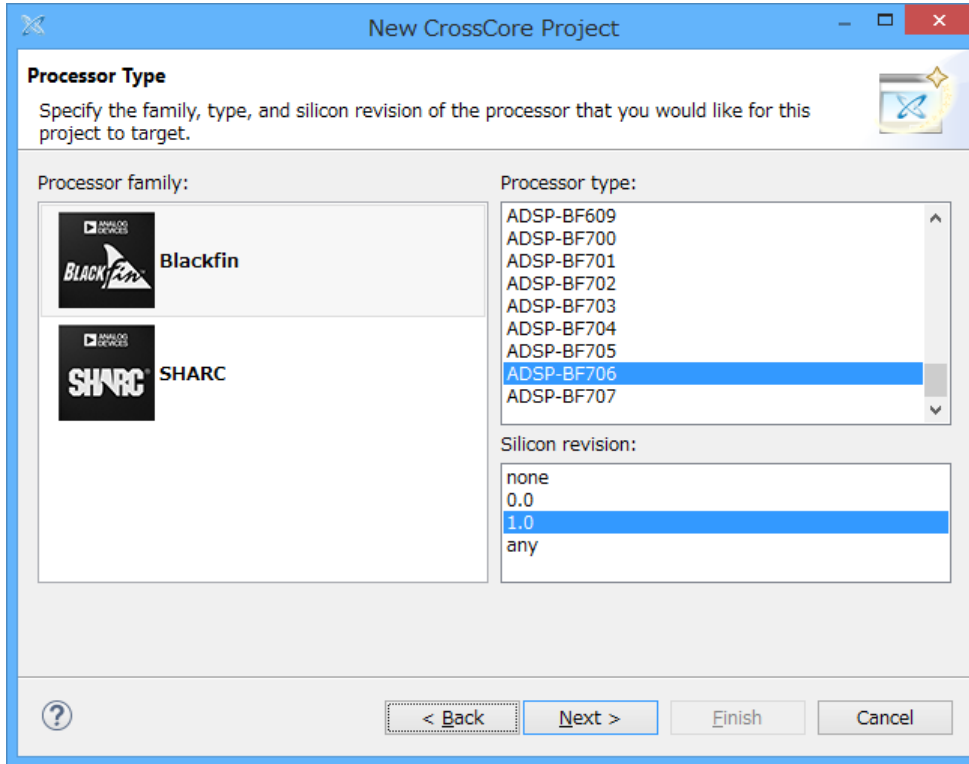 New CrossCore Project
Processor Type
Specify the family, type, and silicon revision of the processor that you would like for this
project to target.
Processor family:
ANALOG
DEVICES
BLACKfin
Blackfin
ANALOG
DEVICES
SHARC®
SHARC
Processor type:
ADSP-BF609
ADSP-BF700
ADSP-BF701
ADSP-BF702
ADSP-BF703
ADSP-BF704
ADSP-BF705
ADSP-BF706
ADSP-BF707
Silicon revision:
none
0.0
1.0
any
?
< Back
Next >
Finish
Cancel